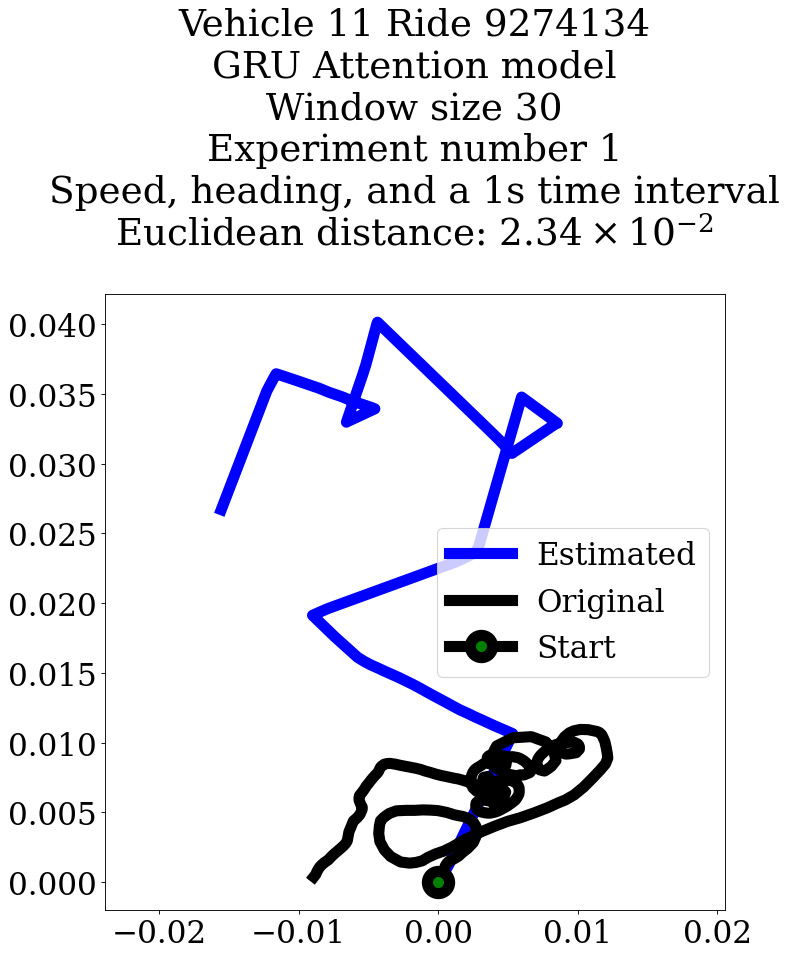 Vehicle 11 Ride 9274134
GRU Attention model
Window size 30
Experiment number 1
Speed, heading, and a 1s time interval
Euclidean distance: 2.34 × 10⁻²
0.040
0.035
0.030
0.025
0.020
0.015
0.010
0.005
0.000
Estimated
Original
Start
−0.02 −0.01 0.00 0.01 0.02